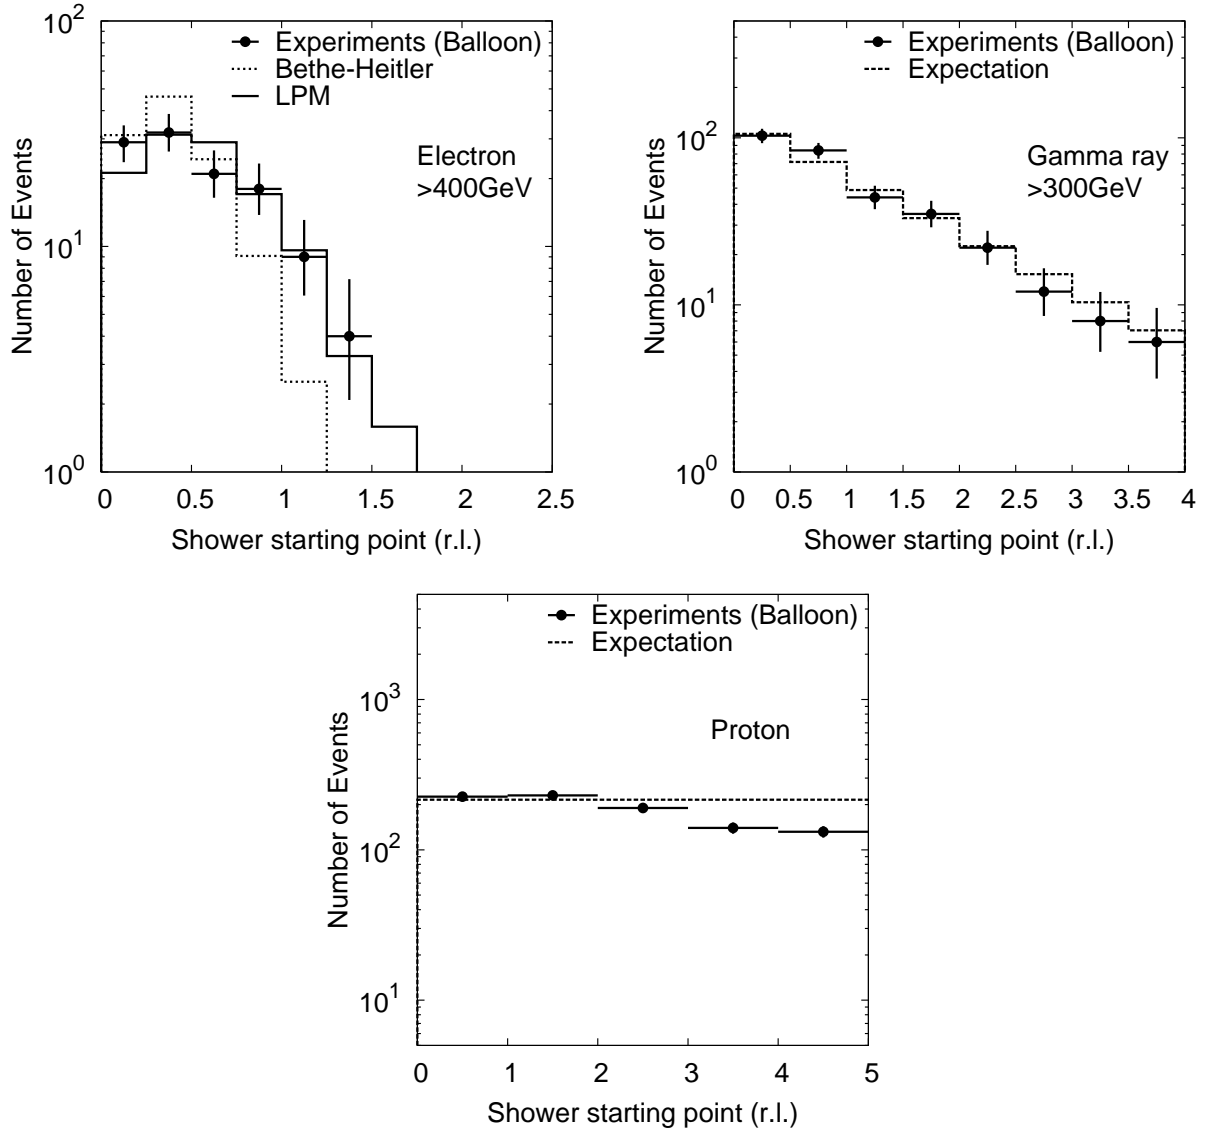 10^2
10^1
10^0
Number of Events
Experiments (Balloon)
Bethe-Heitler
LPM
Electron
>400GeV
0 0.5 1 1.5 2 2.5
Shower starting point (r.l.)
10^2
10^1
10^0
Number of Events
Experiments (Balloon)
Expectation
Gamma ray
>300GeV
0 0.5 1 1.5 2 2.5 3 3.5 4
Shower starting point (r.l.)
10^3
10^2
10^1
Number of Events
Experiments (Balloon)
Expectation
Proton
0 1 2 3 4 5
Shower starting point (r.l.)